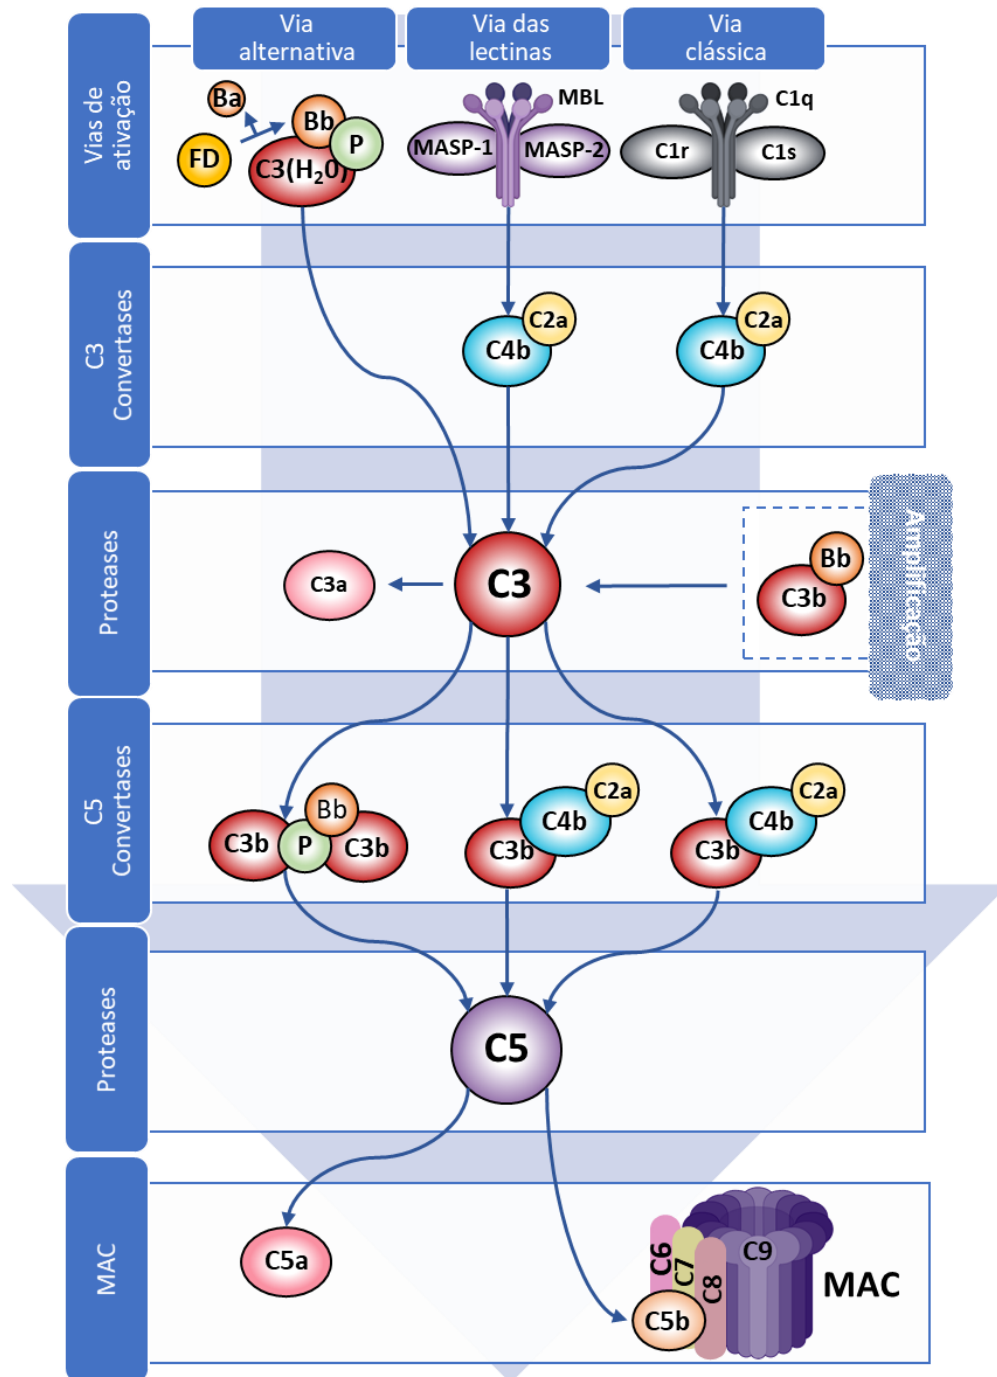 Via
alternativa
Via das
lectinas
Via
clássica
Vias de
ativação
Ba
FD
Bb
P
C3(H₂0)
MBL
MASP-1
MASP-2
C1q
C1r
C1s
C3
Convertases
C2a
C4b
C2a
C4b
Proteases
C3a
C3
Bb
C3b
Amplificação
C5
Convertases
C3b
P
Bb
C3b
C2a
C4b
C3b
C2a
C4b
C3b
Proteases
C5
MAC
C5a
C6
C7
C8
C9
C5b
MAC